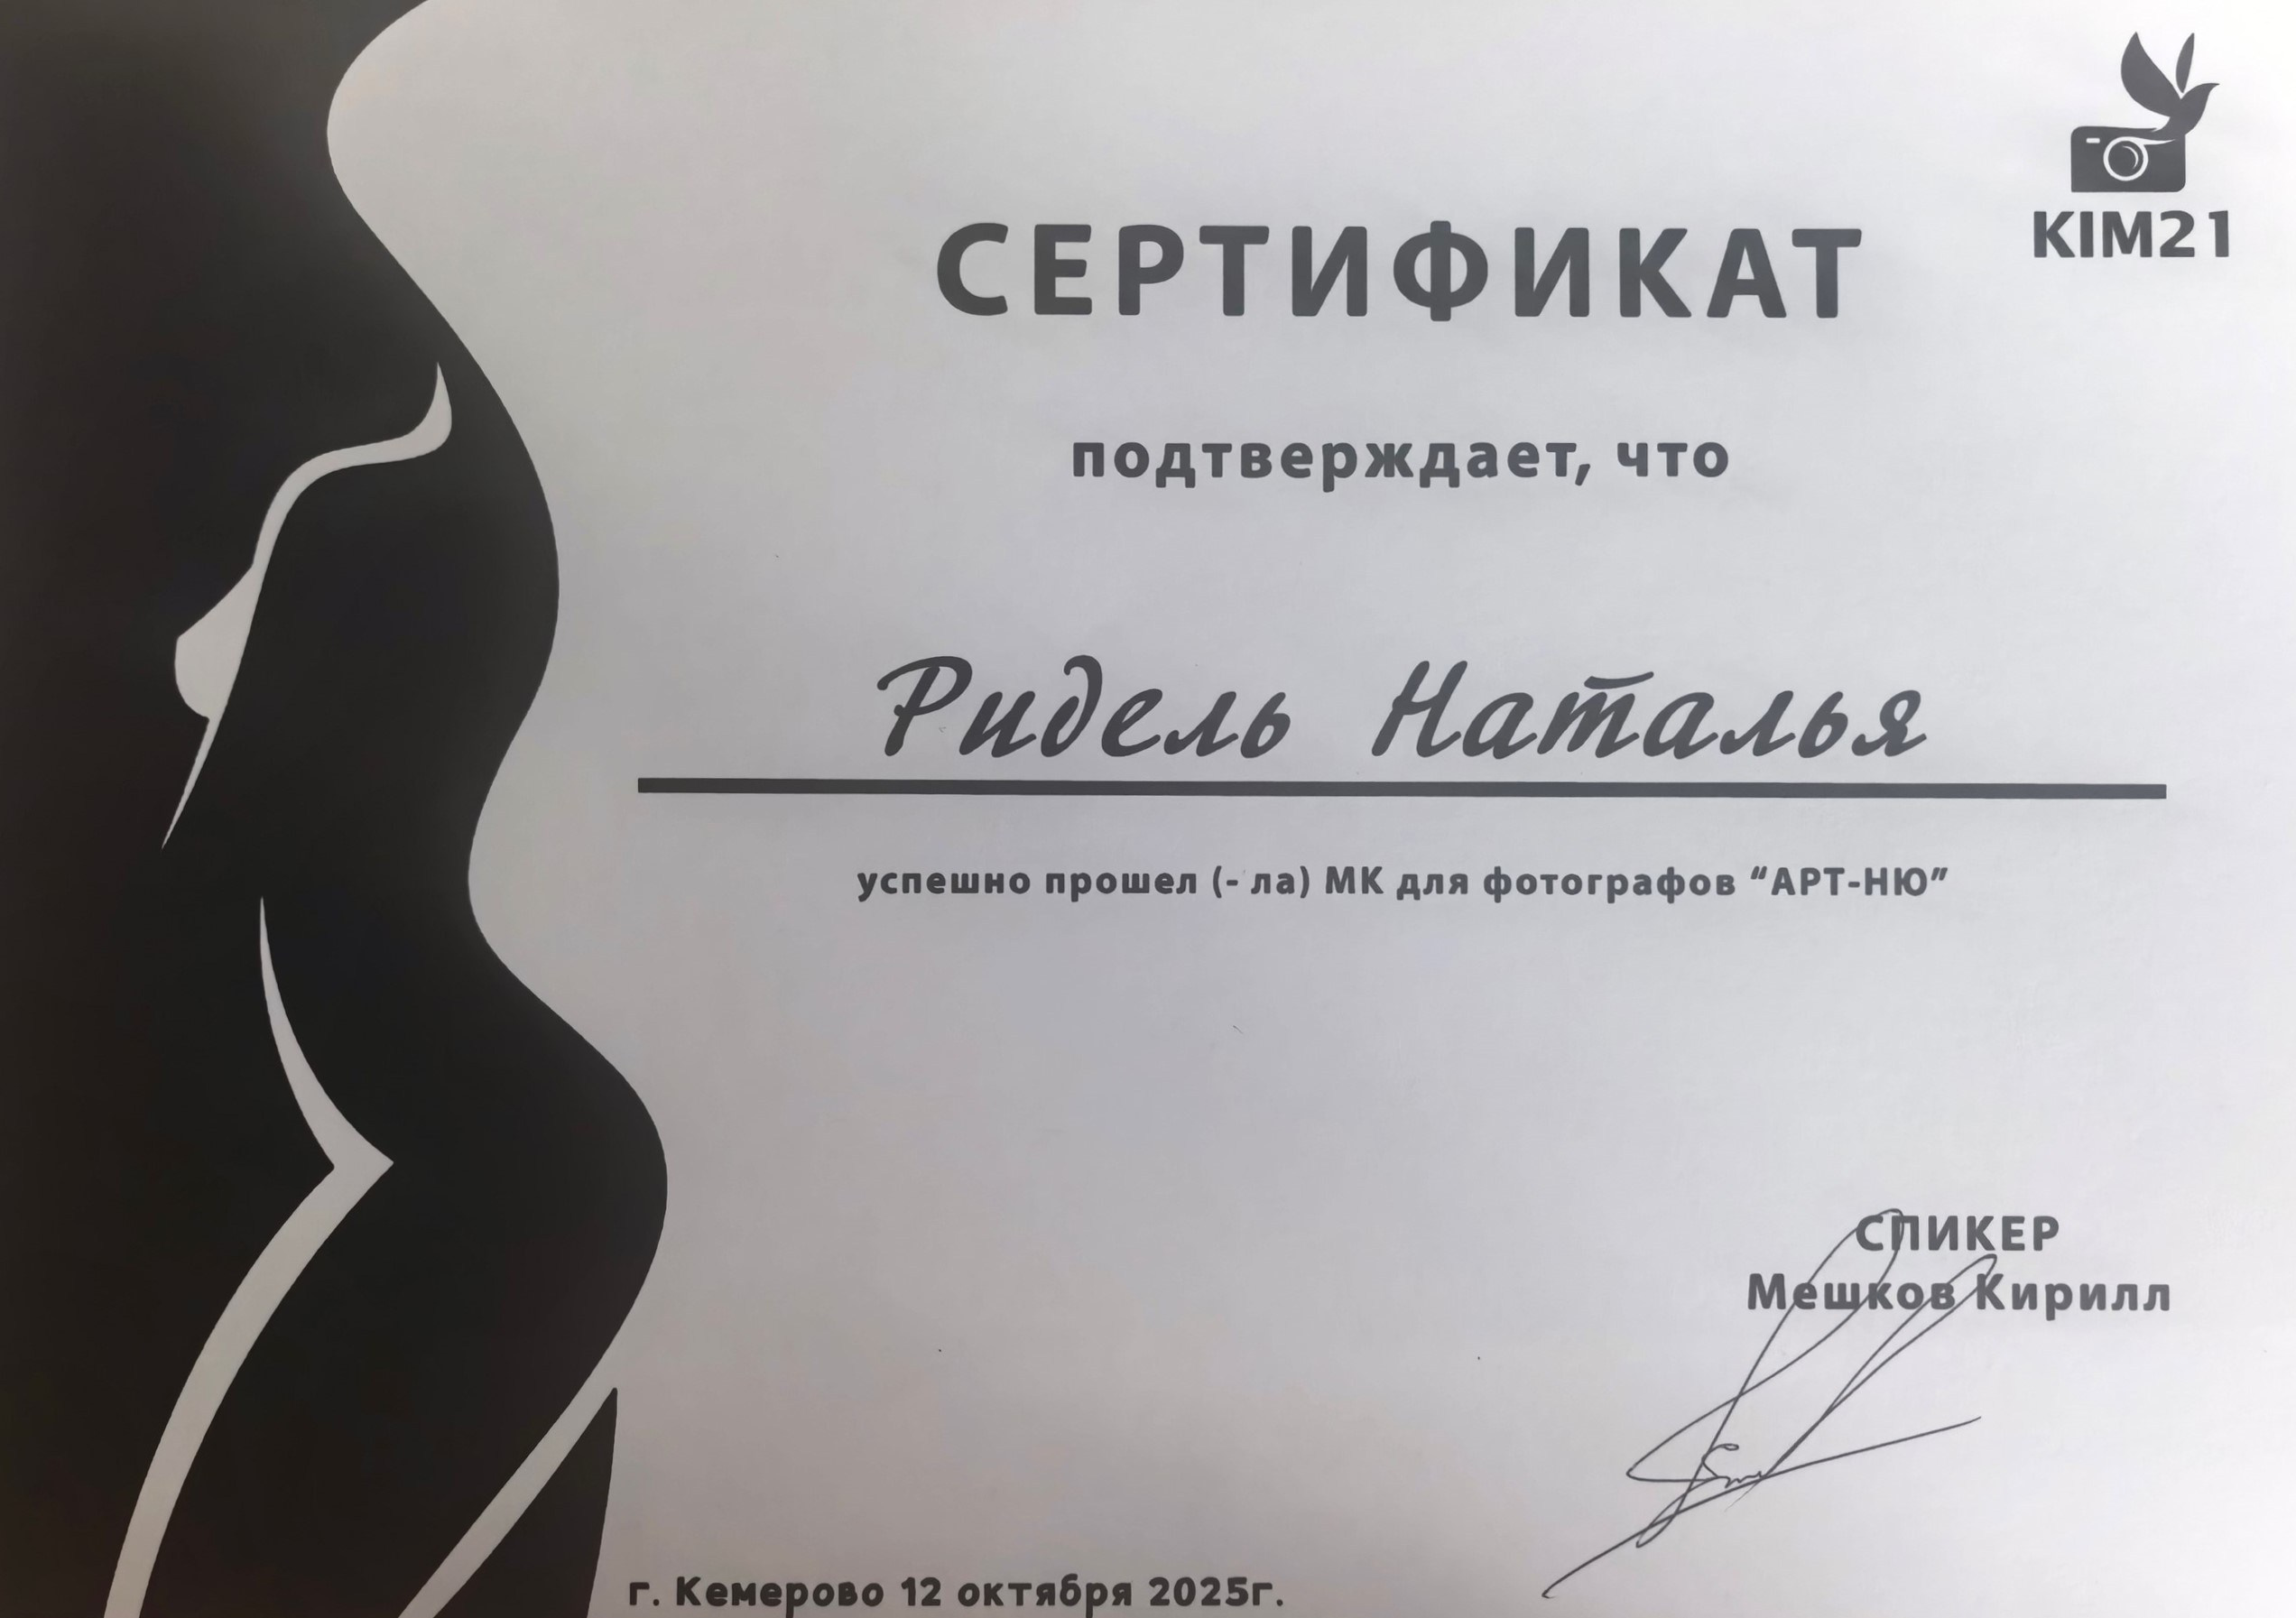 KIM21
СЕРТИФИКАТ
подтверждает, что
Ридель Наталья
успешно прошел (- ла) МК для фотографов “АРТ-НЮ”
СПИКЕР
Мешков Кирилл
г. Кемерово 12 октября 2025г.